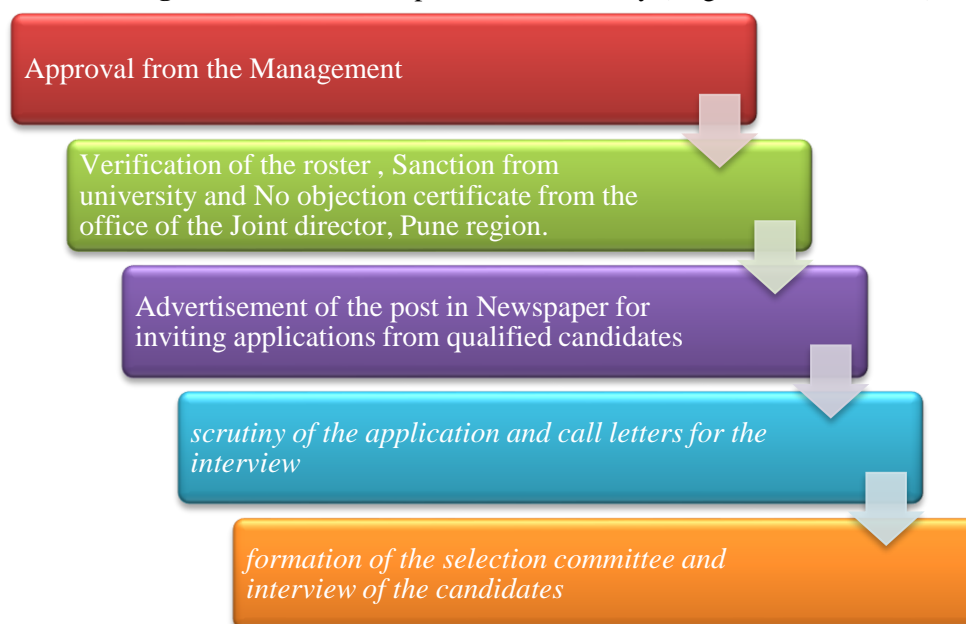 Approval from the Management
Verification of the roster , Sanction from
university and No objection certificate from the
office of the Joint director, Pune region.
Advertisement of the post in Newspaper for
inviting applications from qualified candidates
scrutiny of the application and call letters for the
interview
formation of the selection committee and
interview of the candidates